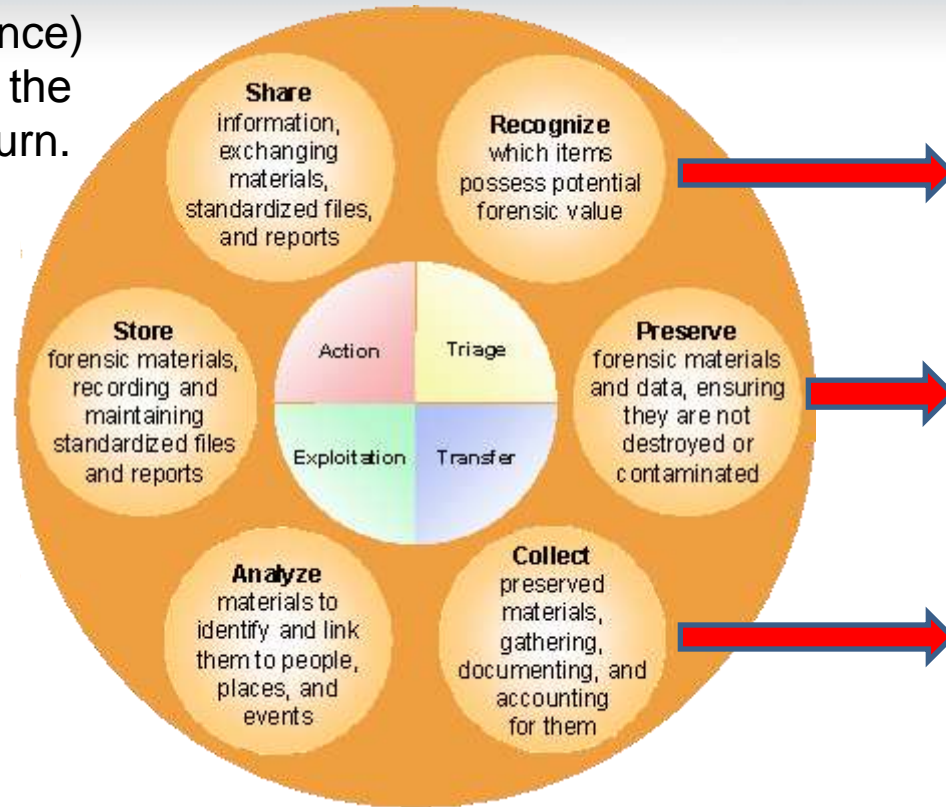 nce)
the
urn.
Share
information,
exchanging
materials,
standardized files,
and reports
Recognize
which items
possess potential
forensic value
Store
forensic materials,
recording and
maintaining
standardized files
and reports
Action
Triage
Preserve
forensic materials
and data, ensuring
they are not
destroyed or
contaminated
Exploitation
Transfer
Analyze
materials to
identify and link
them to people,
places, and
events
Collect
preserved
materials,
gathering,
documenting, and
accounting
for them